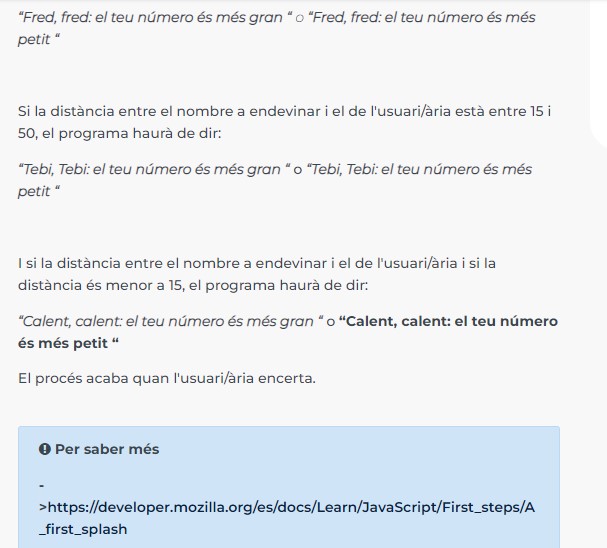 “Fred, fred: el teu número és més gran “ o “Fred, fred: el teu número és més
petit “
Si la distància entre el nombre a endevinar i el de l'usuari/ària està entre 15 i
50, el programa haurà de dir:
“Tebi, Tebi: el teu número és més gran “ o “Tebi, Tebi: el teu número és més
petit “
I si la distància entre el nombre a endevinar i el de l'usuari/ària i si la
distància és menor a 15, el programa haurà de dir:
“Calent, calent: el teu número és més gran “ o “Calent, calent: el teu número
és més petit “
El procés acaba quan l'usuari/ària encerta.
Per saber més
-
>https://developer.mozilla.org/es/docs/Learn/JavaScript/First_steps/A
_first_splash